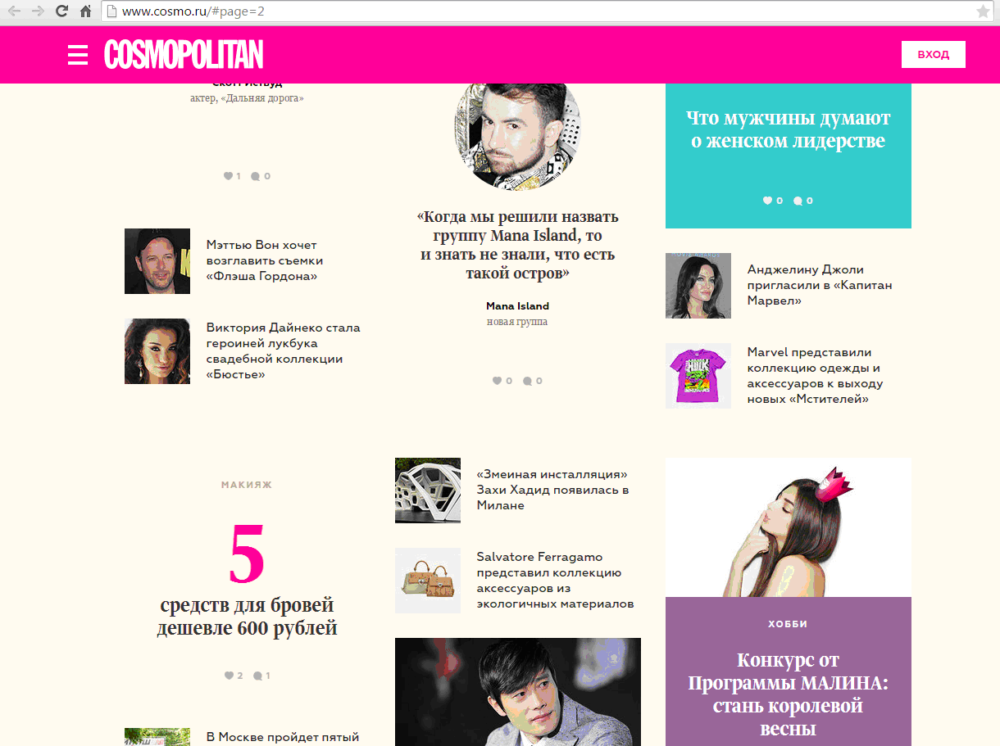 www.cosmo.ru/#page=2
COSMOPOLITAN
ВХОД
Скотт Иствуд
актер, «Дальняя дорога»
1 0
Мэттью Вон хочет
возглавить съемки
«Флэша Гордона»
Виктория Дайнеко стала
героиней лукбука
свадебной коллекции
«Бюстье»
«Когда мы решили назвать
группу Mana Island, то
и знать не знали, что есть
такой остров»
Mana Island
новая группа
0 0
Что мужчины думают
о женском лидерстве
0 0
Анджелину Джоли
пригласили в «Капитан
Марвел»
HULK
Marvel представили
коллекцию одежды и
аксессуаров к выходу
новых «Мстителей»
МАКИЯЖ
5
средств для бровей
дешевле 600 рублей
2 1
В Москве пройдет пятый
«Змеиная инсталляция»
Захи Хадид появилась в
Милане
Salvatore Ferragamo
представил коллекцию
аксессуаров из
экологичных материалов
ХОББИ
Конкурс от
Программы МАЛИНА:
стань королевой
весны